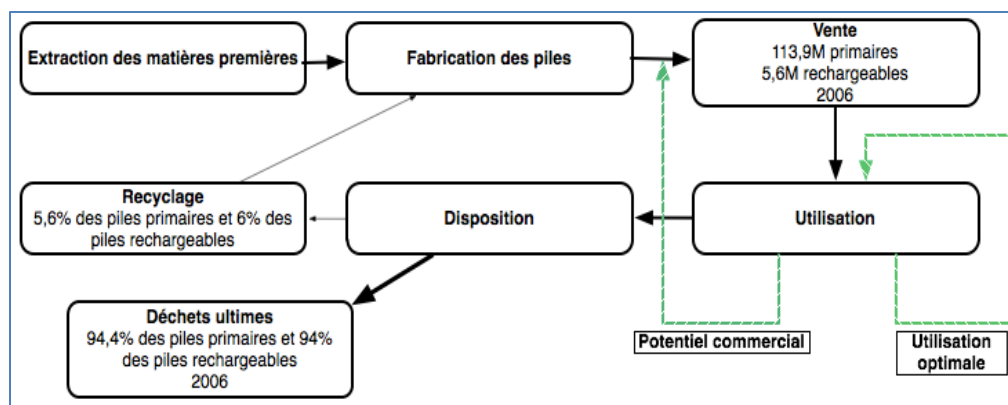 Extraction des matières premières
Fabrication des piles
Vente
113,9M primaires
5,6M rechargeables
2006
Recyclage
5,6% des piles primaires et 6% des
piles rechargeables
Disposition
Utilisation
Déchets ultimes
94,4% des piles primaires et 94%
des piles rechargeables
2006
Potentiel commercial
Utilisation
optimale